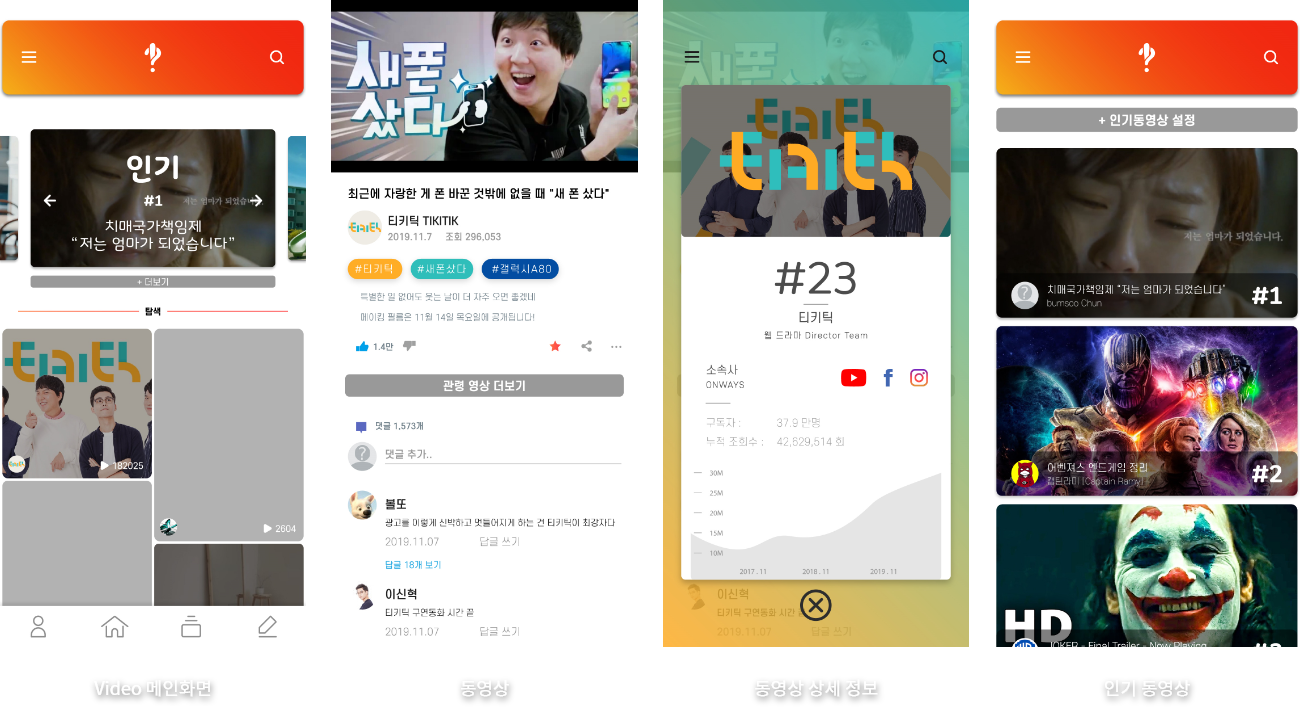 인기
#1
저는 엄마가 되었습니다
치매국가책임제
“저는 엄마가 되었습니다”
+ 더보기
탐색
티키틱
182025
2604
Video 메인화면
새폰
샀다
최근에 자랑한 게 폰 바꾼 것밖에 없을 때 "새 폰 샀다"
티키틱
티키틱 TIKITIK
2019.11.7 조회 296,053
#티키틱 #새폰샀다 #갤럭시A80
특별한 일 없어도 웃는 날이 더 자주 오면 좋겠네
메이킹 필름은 11월 14일 목요일에 공개됩니다!
1.4만
관령 영상 더보기
댓글 1,573개
댓글 추가..
볼또
광고를 이렇게 신박하고 멋들어지게 하는 건 티키틱이 최강자다
2019.11.07 답글 쓰기
답글 18개 보기
이신혁
티키틱 구연동화 시간 끝
2019.11.07 답글 쓰기
동영상
티키틱
#23
티키틱
웹 드라마 Director Team
소속사
ONWAYS
구독자 : 37.9 만명
누적 조회수 : 42,629,514 회
30M
25M
20M
15M
10M
2017.11 2018.11 2019.11
이신혁
티키틱 구연동화 시간
2019.11.07 답글 쓰기
동영상 상세 정보
+ 인기동영상 설정
저는 엄마가 되었습니다.
치매국가책임제 "저는 엄마가 되었습니다"
bumsoo Chun
#1
어벤져스 엔드게임 정리
캡틴라미 [Captain Ramy]
#2
HD
JOKER - Final Trailer - Now Playing
인기 동영상